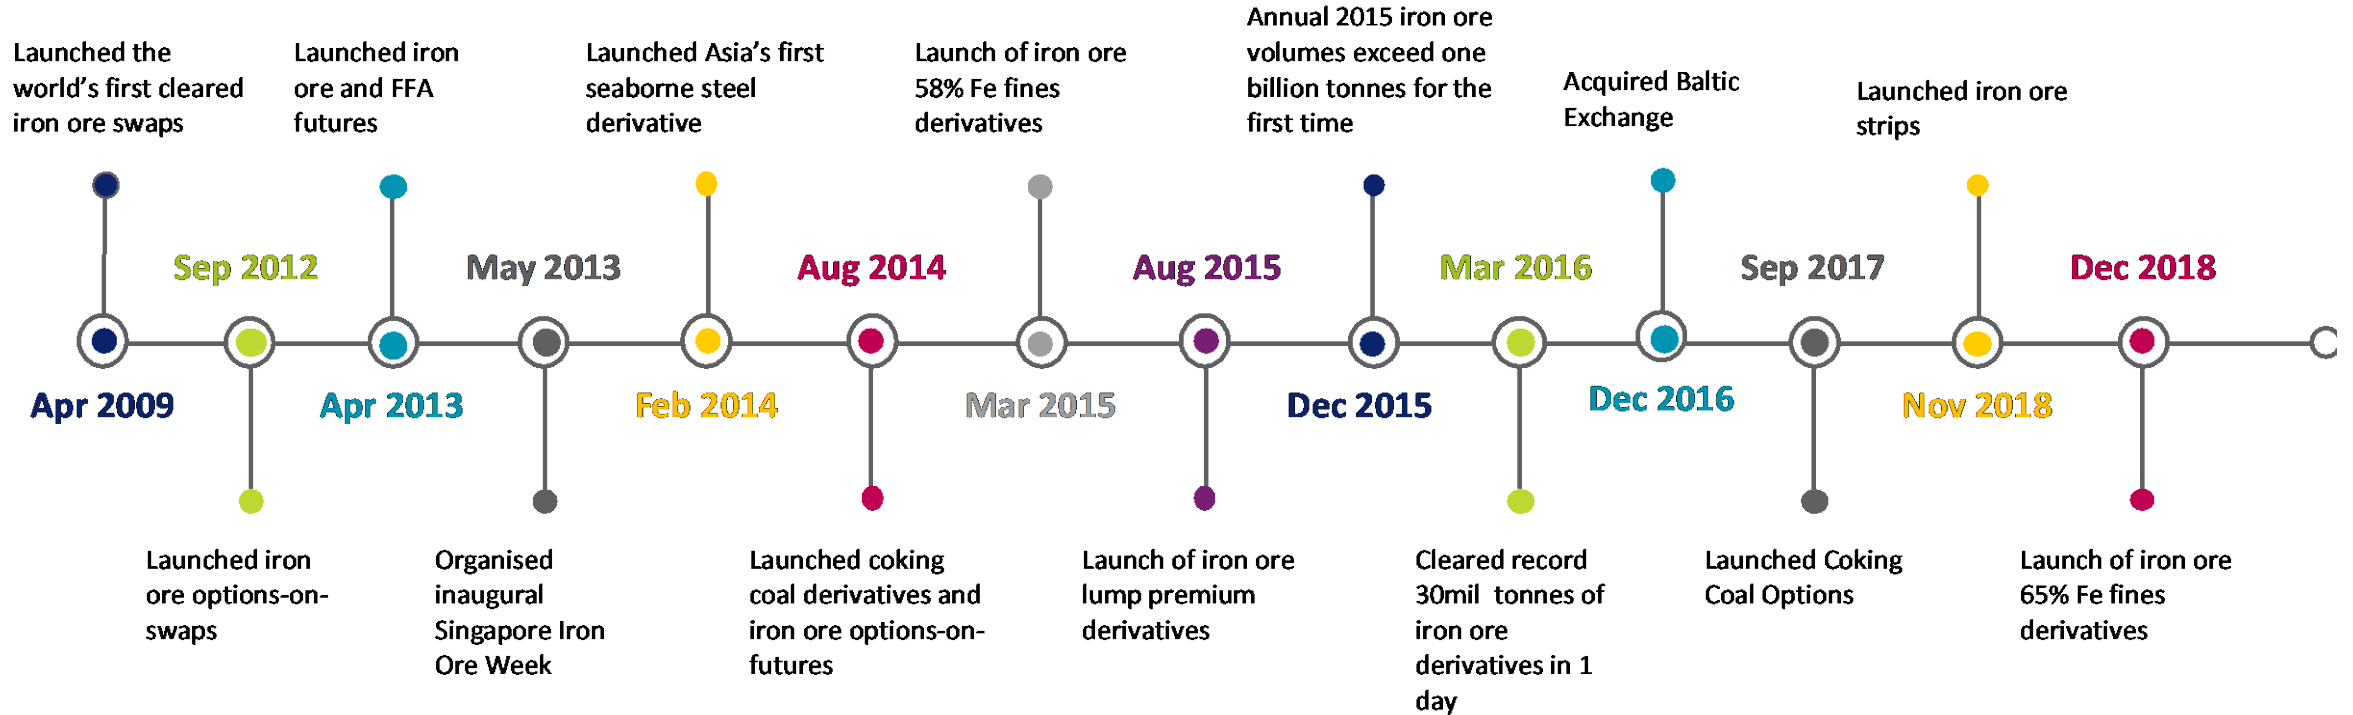 Launched the
world's first cleared
iron ore swaps
Launched iron
ore and FFA
futures
Launched Asia's first
seaborne steel
derivative
Launch of iron ore
58% Fe fines
derivatives
Annual 2015 iron ore
volumes exceed one
billion tonnes for the
first time
Acquired Baltic
Exchange
Launched iron ore
strips
Sep 2012
May 2013
Aug 2014
Aug 2015
Mar 2016
Sep 2017
Dec 2018
Apr 2009
Apr 2013
Feb 2014
Mar 2015
Dec 2015
Dec 2016
Nov 2018
Launched iron
ore options-on-
swaps
Organised
inaugural
Singapore Iron
Ore Week
Launched coking
coal derivatives and
iron ore options-on-
futures
Launch of iron ore
lump premium
derivatives
Cleared record
30mil tonnes of
iron ore
derivatives in 1
day
Launched Coking
Coal Options
Launch of iron ore
65% Fe fines
derivatives